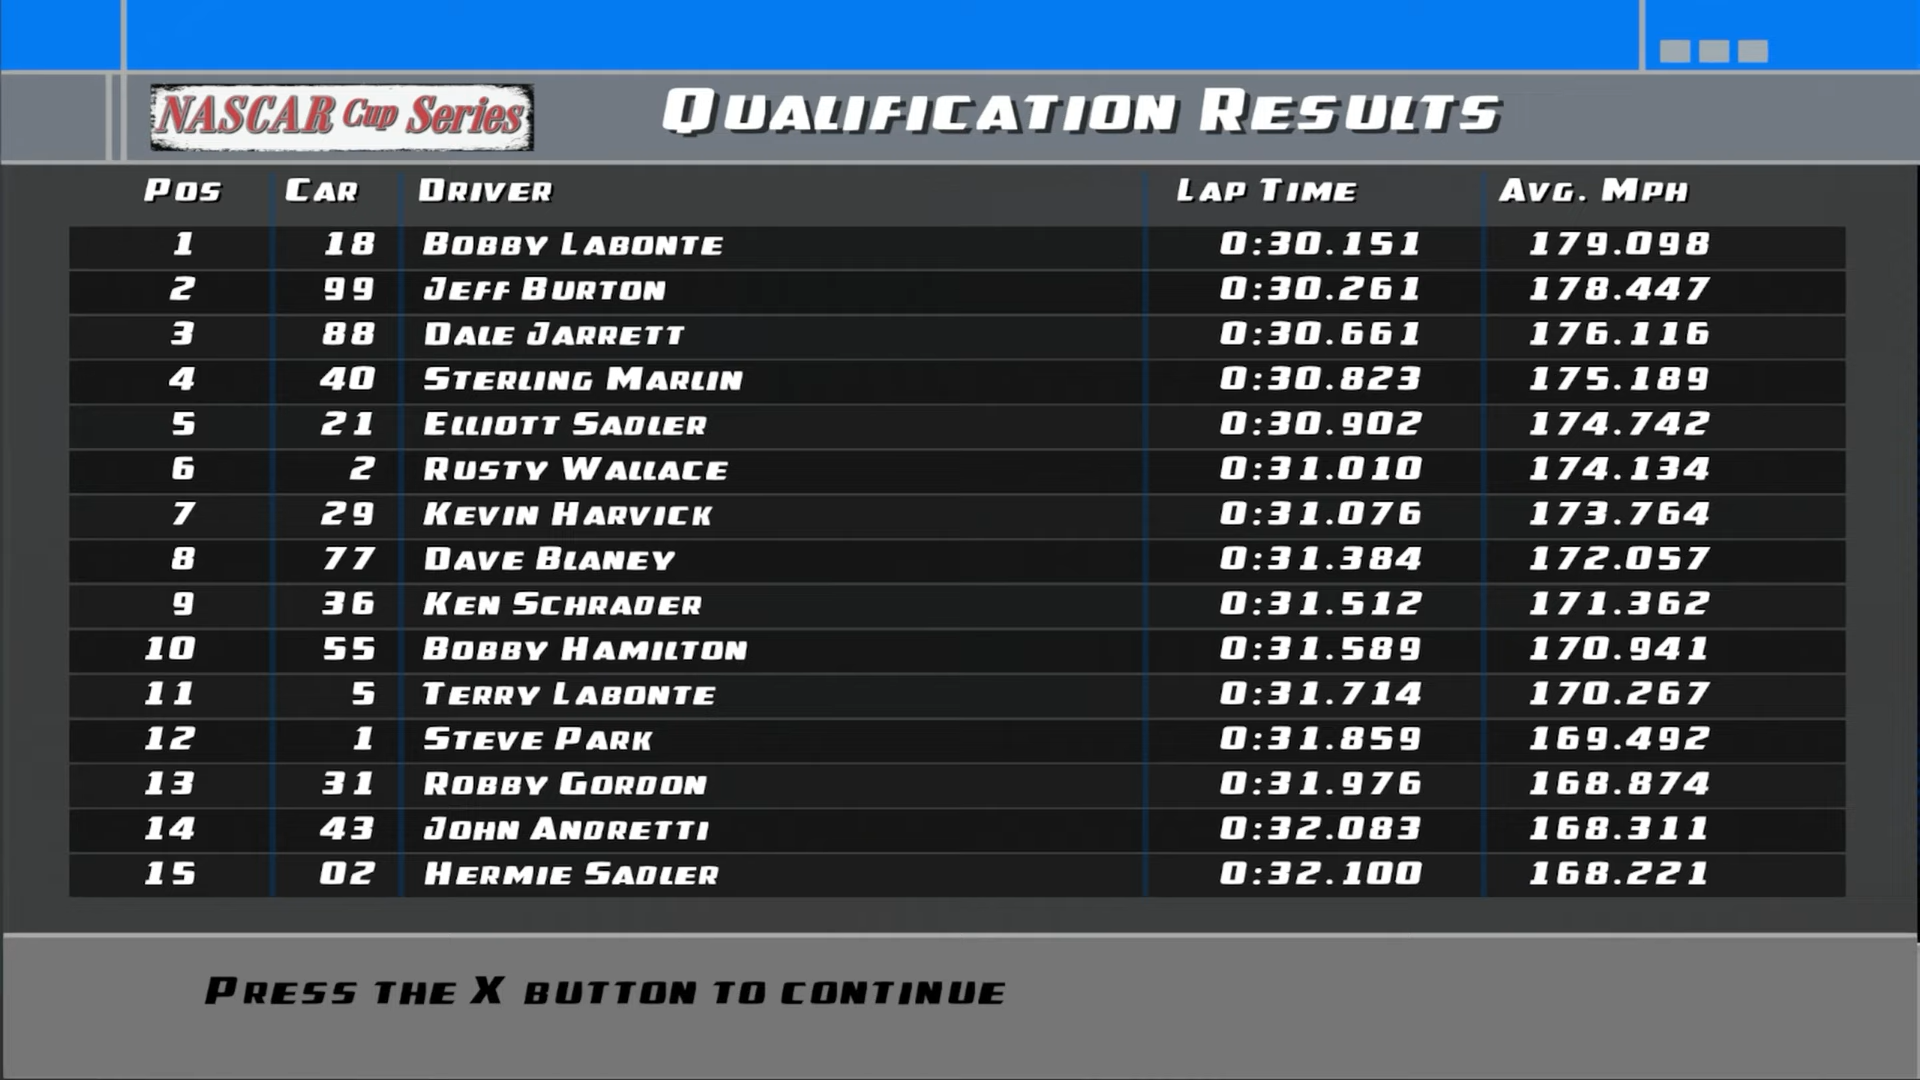 NASCAR Cup Series
Qualification Results
Pos Car Driver Lap Time Avg. Mph
1 18 Bobby Labonte 0:30.151 179.098
2 99 Jeff Burton 0:30.261 178.447
3 88 Dale Jarrett 0:30.661 176.116
4 40 Sterling Marlin 0:30.823 175.189
5 21 Elliott Sadler 0:30.902 174.742
6 2 Rusty Wallace 0:31.010 174.134
7 29 Kevin Harvick 0:31.076 173.764
8 77 Dave Blaney 0:31.384 172.057
9 36 Ken Schrader 0:31.512 171.362
10 55 Bobby Hamilton 0:31.589 170.941
11 5 Terry Labonte 0:31.714 170.267
12 1 Steve Park 0:31.859 169.492
13 31 Robby Gordon 0:31.976 168.874
14 43 John Andretti 0:32.083 168.311
15 02 Hermie Sadler 0:32.100 168.221
Press the X button to continue